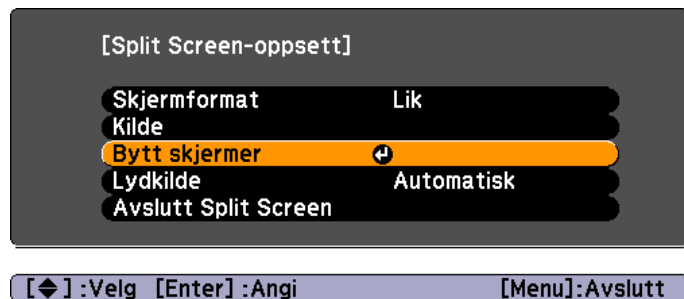 [Split Screen-oppsett]
Skjermformat Lik
Kilde
Bytt skjermer
Lydkilde Automatisk
Avslutt Split Screen
[◆] :Velg [Enter] :Angi [Menu]:Avslutt